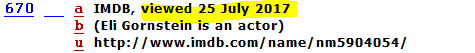 670 __ a IMDB, viewed 25 July 2017
b (Eli Gornstein is an actor)
u http://www.imdb.com/name/nm5904054/